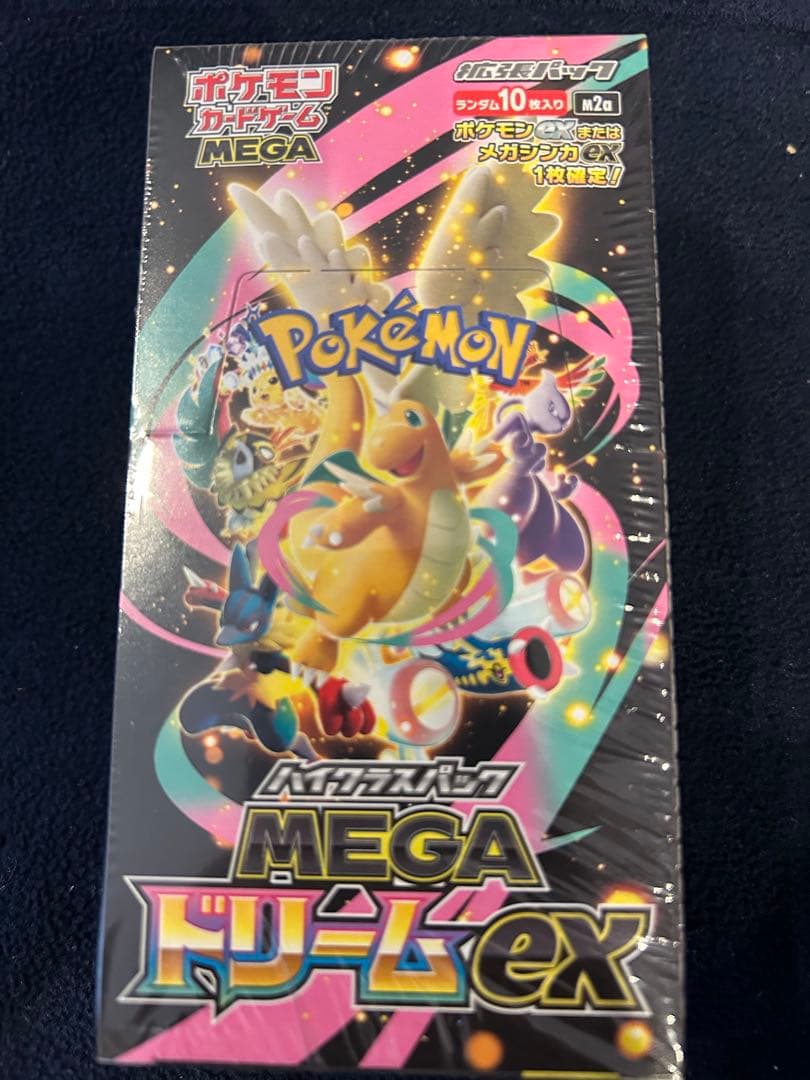 ポケモン
カードゲーム
MEGA
拡張パック
ランダム10枚入り M2a
ポケモンexまたは
メガシンカex
1枚確定!
POKéMON
TM
ハイクラスパック
MEGA
ドリームex